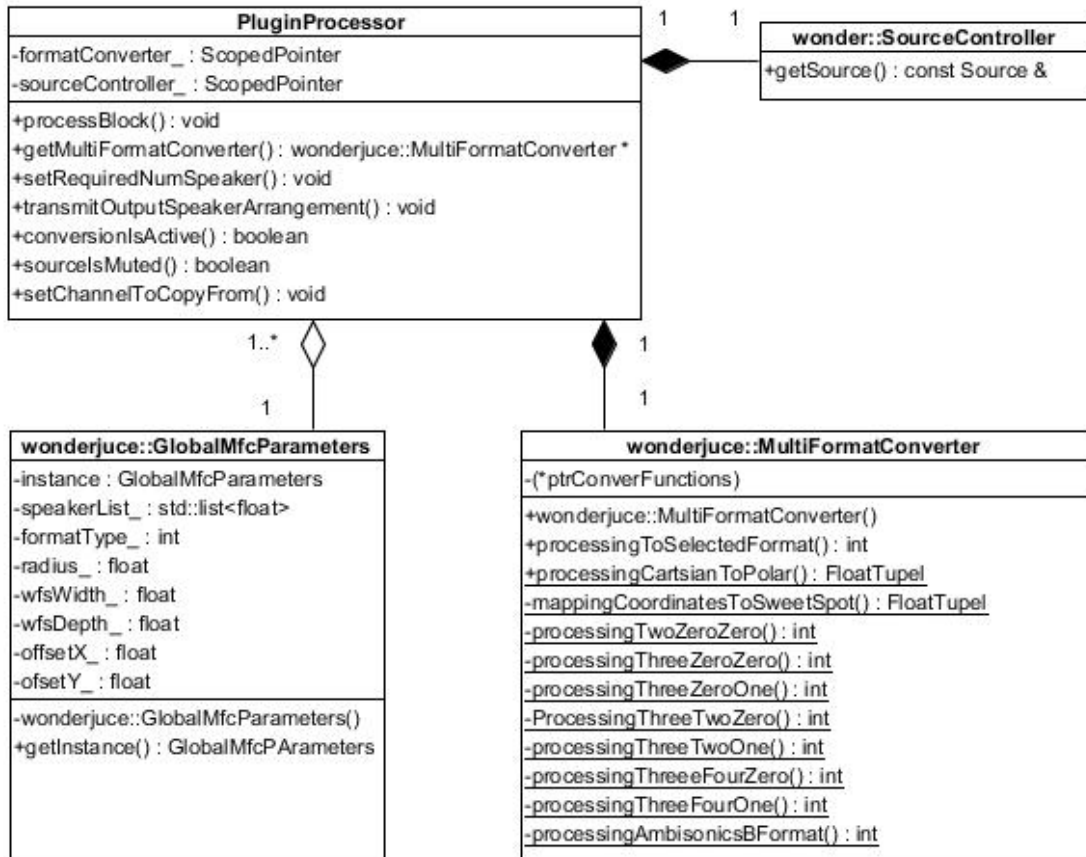 PluginProcessor
-formatConverter_ : ScopedPointer
-sourceController_ : ScopedPointer
+processBlock() : void
+getMultiFormatConverter() : wonderjuce::MultiFormatConverter *
+setRequiredNumSpeaker() : void
+transmitOutputSpeakerArrangement() : void
+conversionIsActive() : boolean
+sourceIsMuted() : boolean
+setChannelToCopyFrom() : void
1
1
wonder::SourceController
+getSource() : const Source &
1..*
1
1
1
wonderjuce::GlobalMfcParameters
-instance : GlobalMfcParameters
-speakerList_ : std::list<float>
-formatType_ : int
-radius_ : float
-wfsWidth_ : float
-wfsDepth_ : float
-offsetX_ : float
-ofsetY_ : float
-wonderjuce::GlobalMfcParameters()
+getInstance() : GlobalMfcPArameters
wonderjuce::MultiFormatConverter
-(*ptrConverFunctions)
+wonderjuce::MultiFormatConverter()
+processingToSelectedFormat() : int
+processingCartsianToPolar() : FloatTupel
-mappingCoordinatesToSweetSpot() : FloatTupel
-processingTwoZeroZero() : int
-processingThreeZeroZero() : int
-processingThreeZeroOne() : int
-ProcessingThreeTwoZero() : int
-processingThreeTwoOne() : int
-processingThreeeFourZero() : int
-processingThreeFourOne() : int
-processingAmbisonicsBFormat() : int